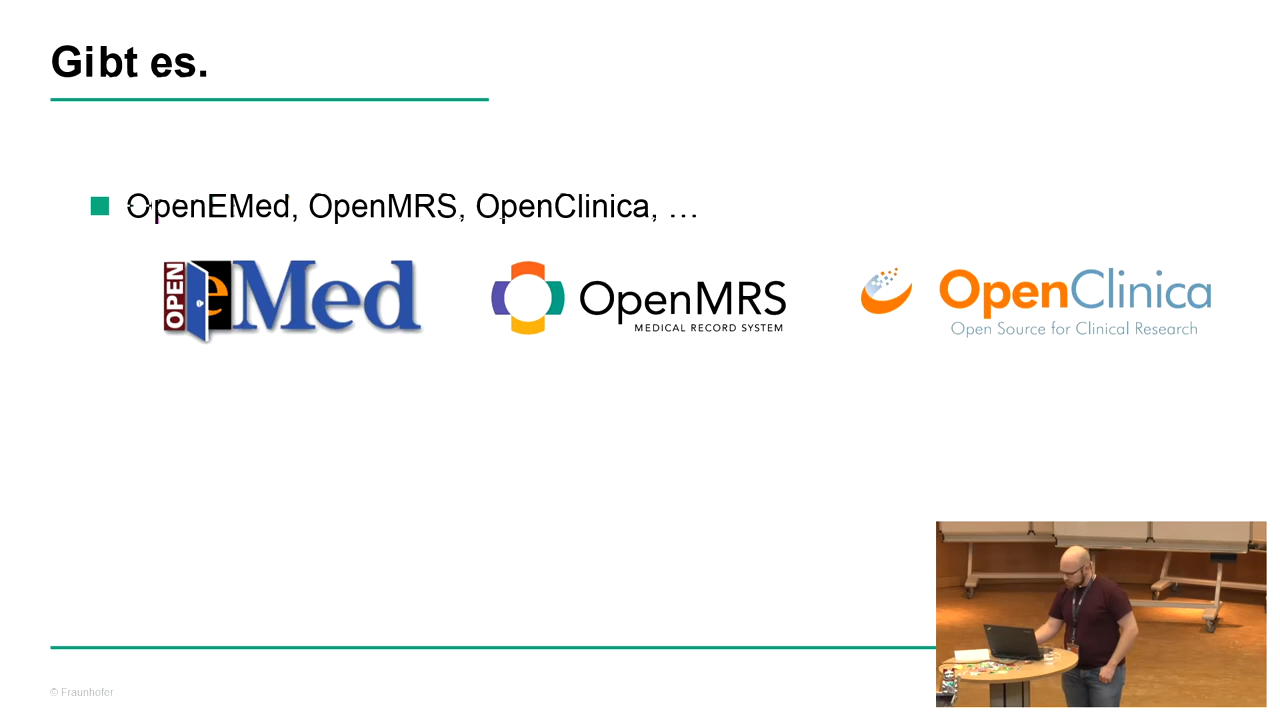 Gibt es.
OpenEMed, OpenMRS, OpenClinica, …
OPEN eMed
OpenMRS
MEDICAL RECORD SYSTEM
OpenClinica
Open Source for Clinical Research
© Fraunhofer